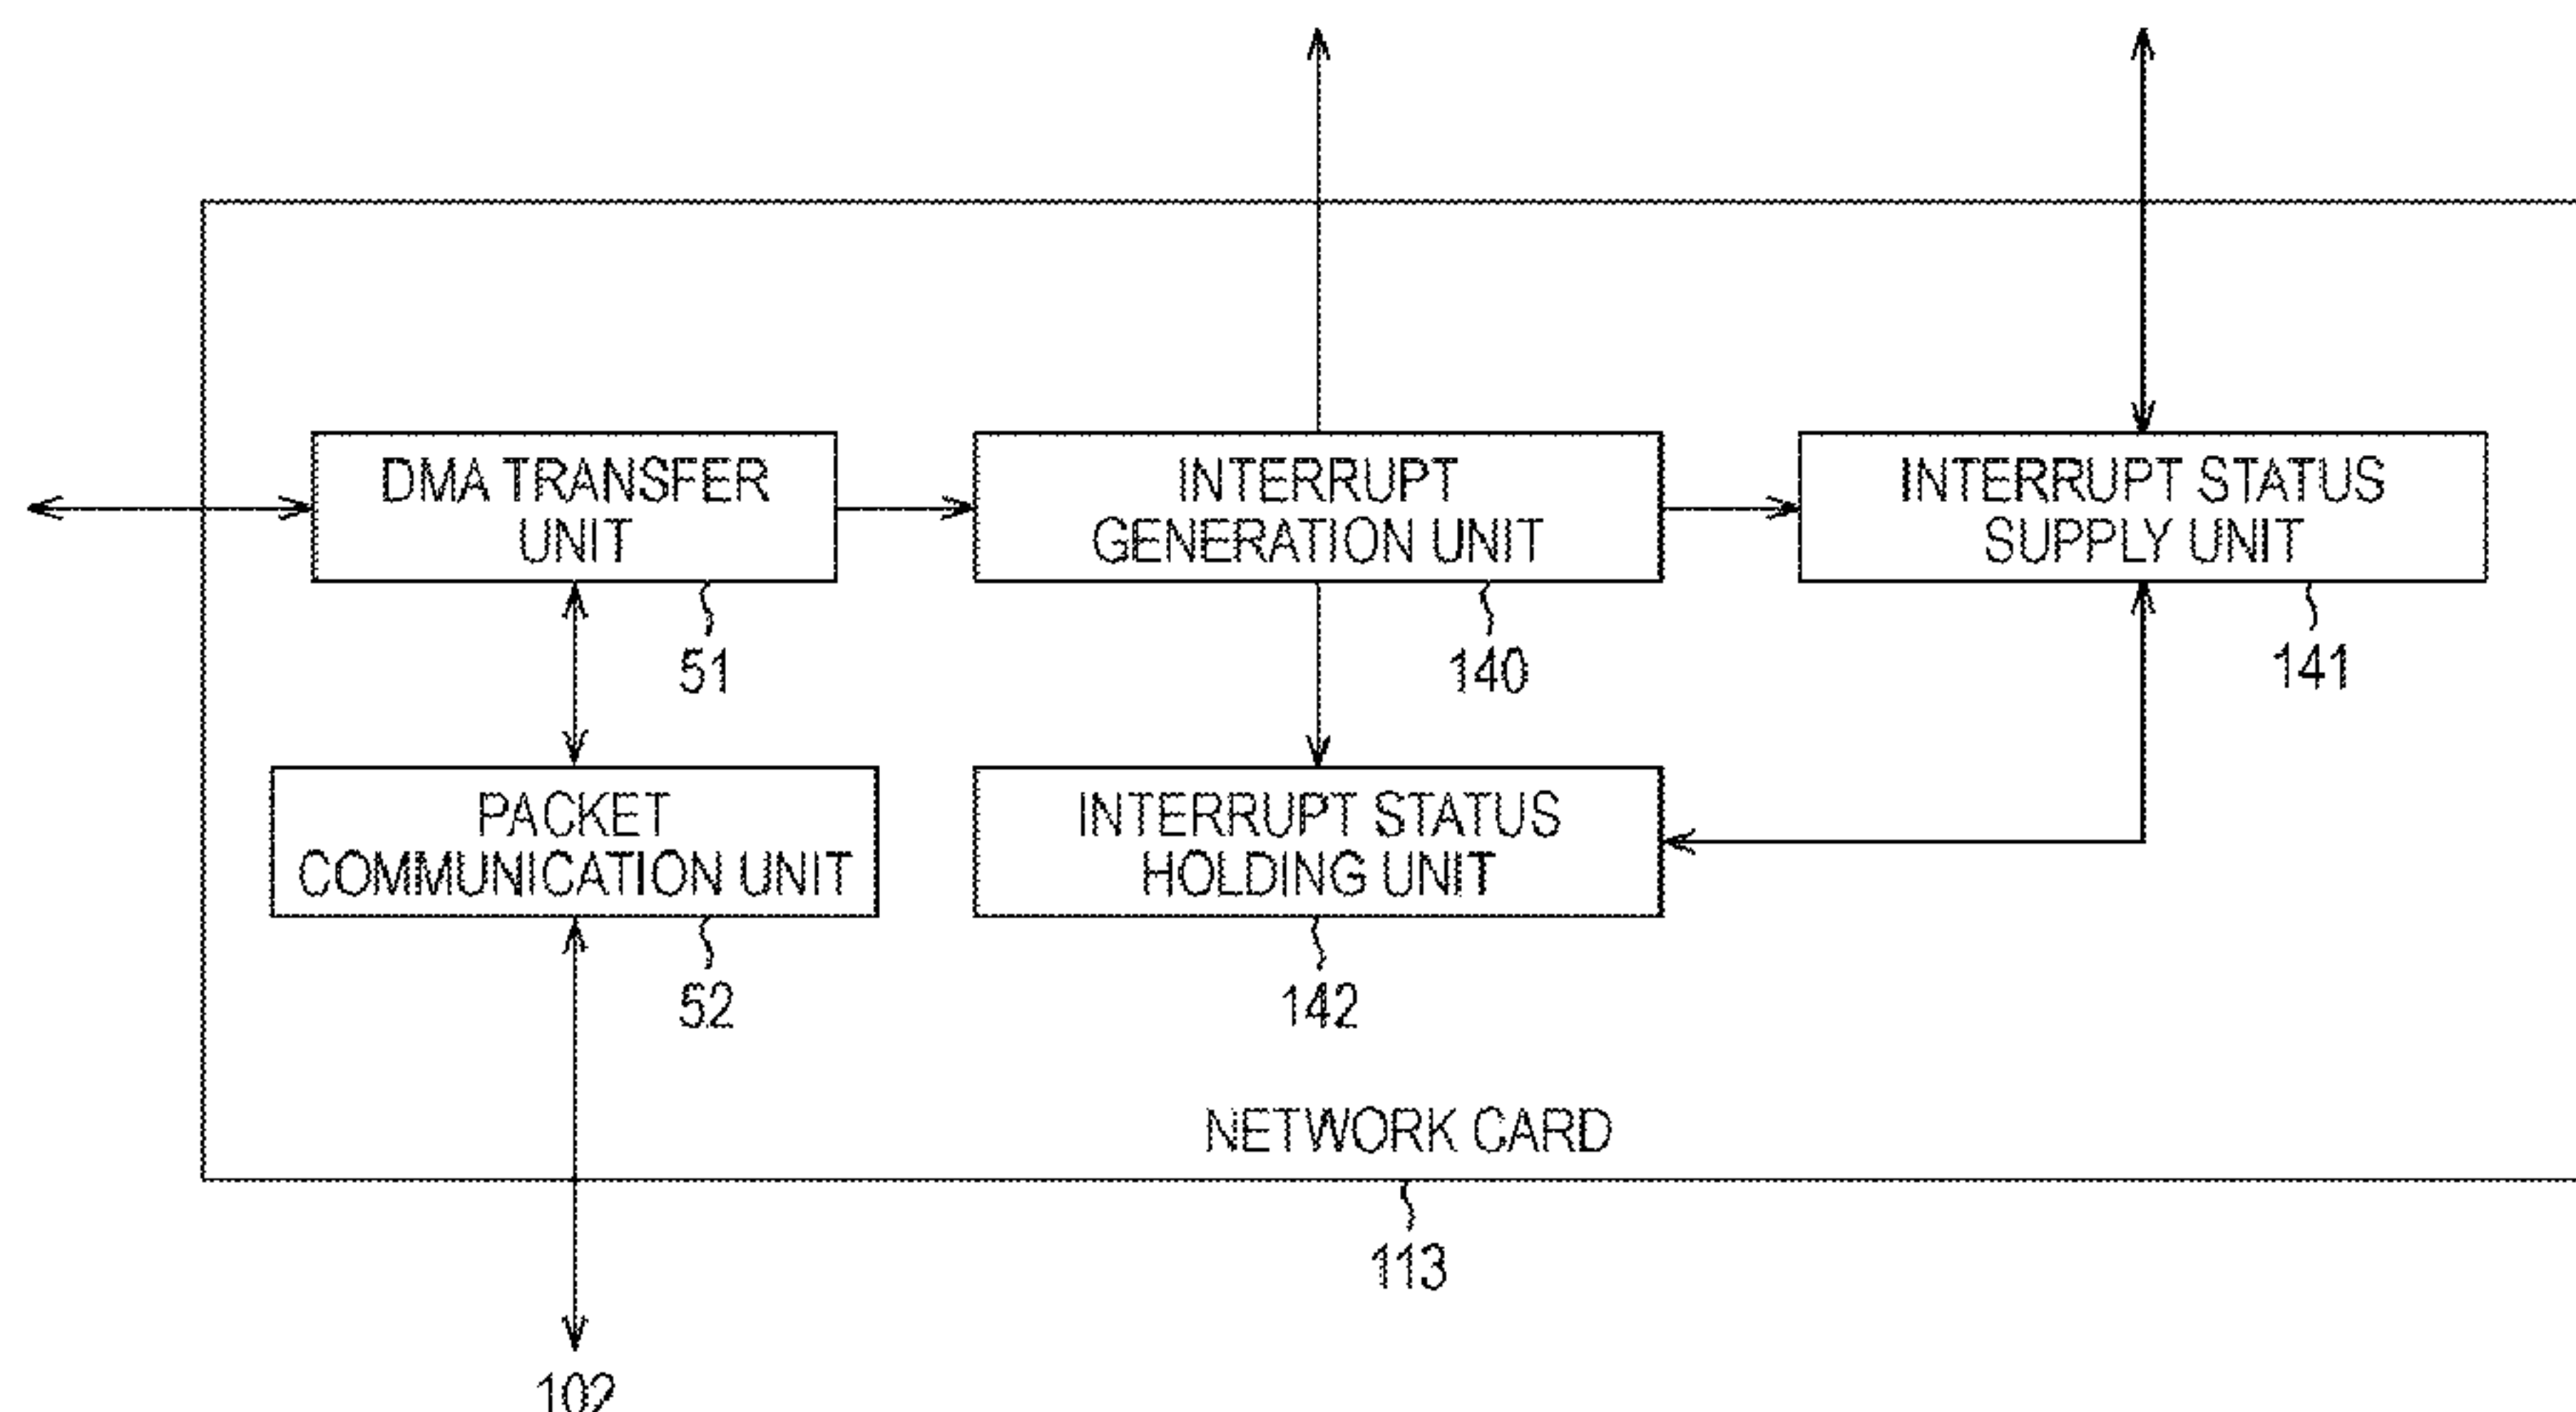 DMA TRANSFER
UNIT
INTERRUPT
GENERATION UNIT
INTERRUPT STATUS
SUPPLY UNIT
51
140
141
PACKET
COMMUNICATION UNIT
INTERRUPT STATUS
HOLDING UNIT
52
142
NETWORK CARD
113
102